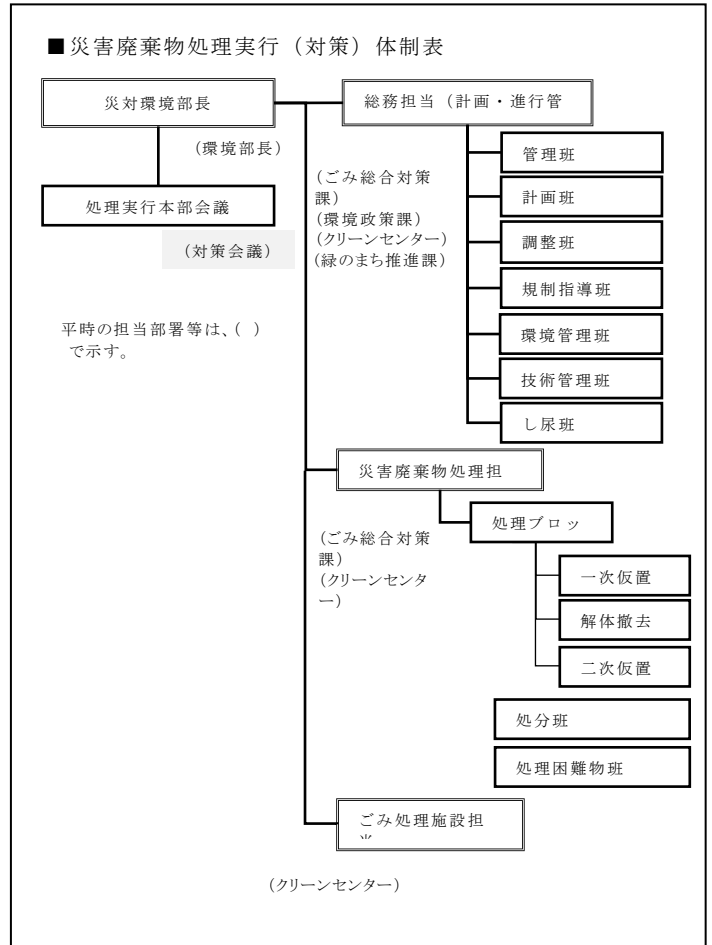 ■災害廃棄物処理実行（対策）体制表
災対環境部長
（環境部長）
処理実行本部会議
（対策会議）
平時の担当部署等は、（ ）
で示す。
総務担当（計画・進行管
（ごみ総合対策
課）
（環境政策課）
（クリーンセンター）
（緑のまち推進課）
管理班
計画班
調整班
規制指導班
環境管理班
技術管理班
し尿班
災害廃棄物処理担
（ごみ総合対策
課）
（クリーンセンタ
ー）
処理ブロッ
一次仮置
解体撤去
二次仮置
処分班
処理困難物班
ごみ処理施設担
（クリーンセンター）